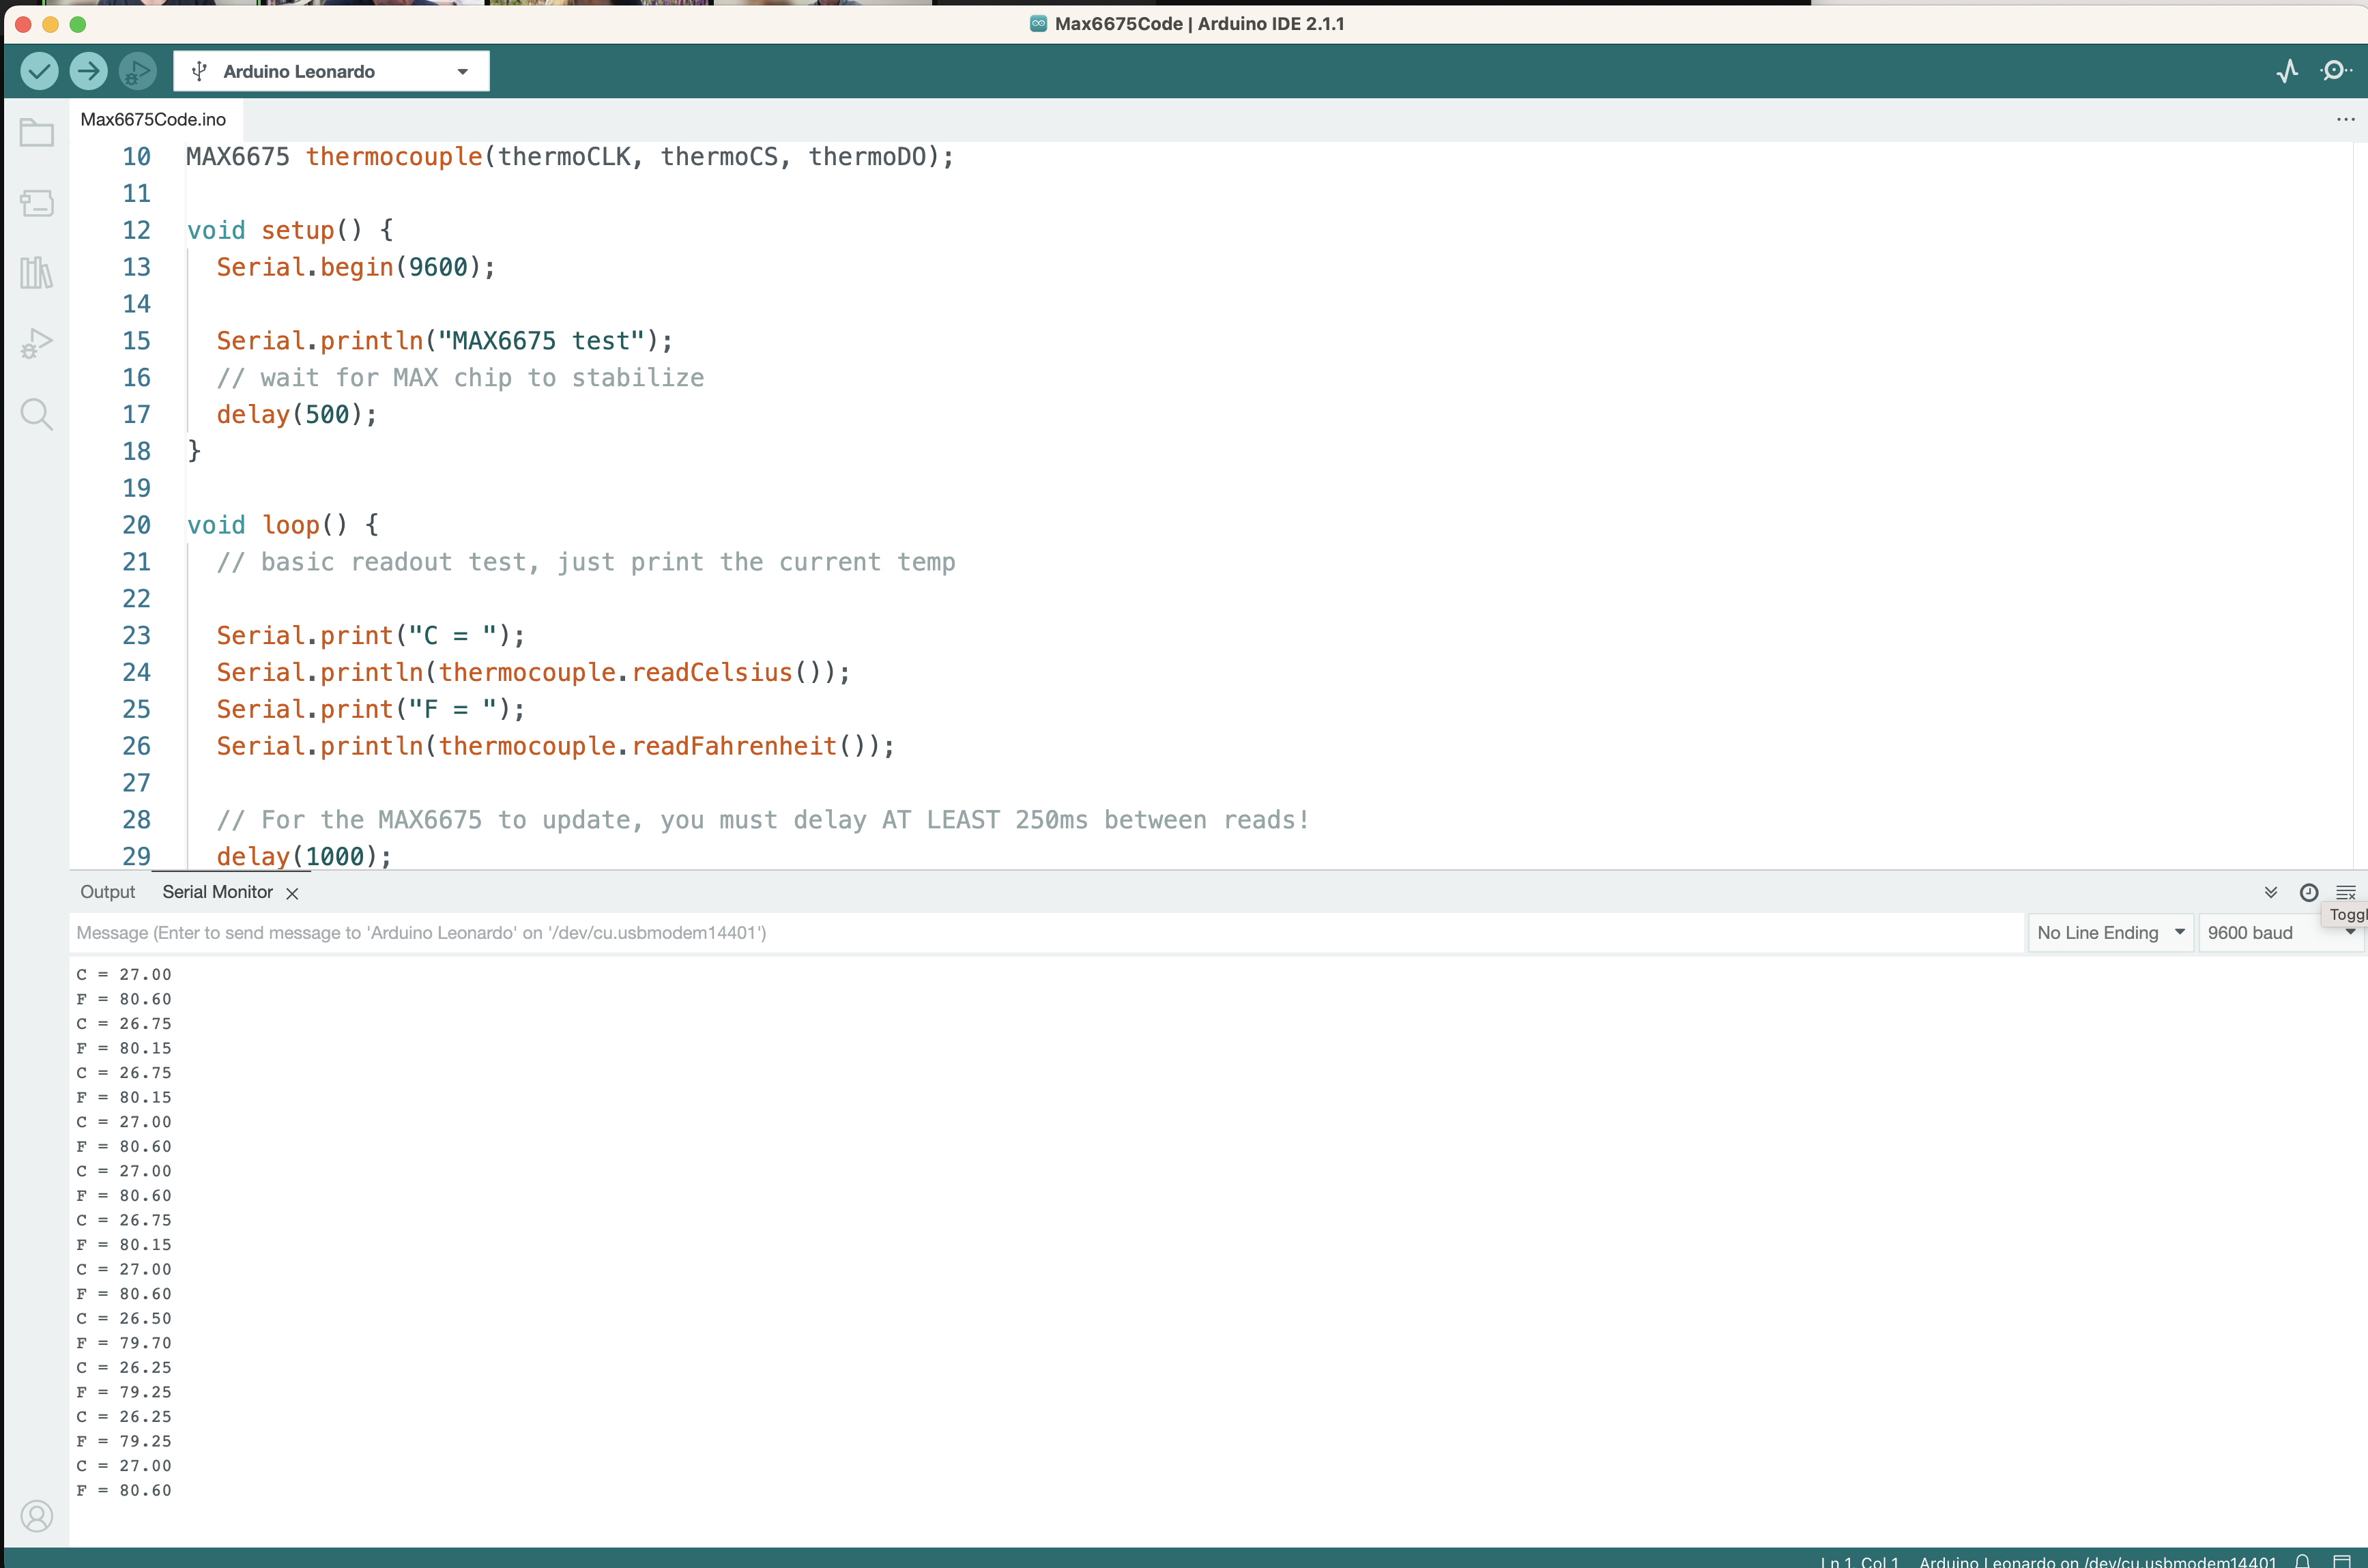 Max6675Code | Arduino IDE 2.1.1
Arduino Leonardo
Max6675Code.ino
10 MAX6675 thermocouple(thermoCLK, thermoCS, thermoDO);
11
12 void setup() {
13 Serial.begin(9600);
14
15 Serial.println("MAX6675 test");
16 // wait for MAX chip to stabilize
17 delay(500);
18 }
19
20 void loop() {
21 // basic readout test, just print the current temp
22
23 Serial.print("C = ");
24 Serial.println(thermocouple.readCelsius());
25 Serial.print("F = ");
26 Serial.println(thermocouple.readFahrenheit());
27
28 // For the MAX6675 to update, you must delay AT LEAST 250ms between reads!
29 delay(1000);
Output Serial Monitor
Toggl
Message (Enter to send message to 'Arduino Leonardo' on '/dev/cu.usbmodem14401') No Line Ending 9600 baud
C = 27.00
F = 80.60
C = 26.75
F = 80.15
C = 26.75
F = 80.15
C = 27.00
F = 80.60
C = 27.00
F = 80.60
C = 26.75
F = 80.15
C = 27.00
F = 80.60
C = 26.50
F = 79.70
C = 26.25
F = 79.25
C = 26.25
F = 79.25
C = 27.00
F = 80.60
Ln 1, Col 1 Arduino Leonardo on /dev/cu.usbmodem14401